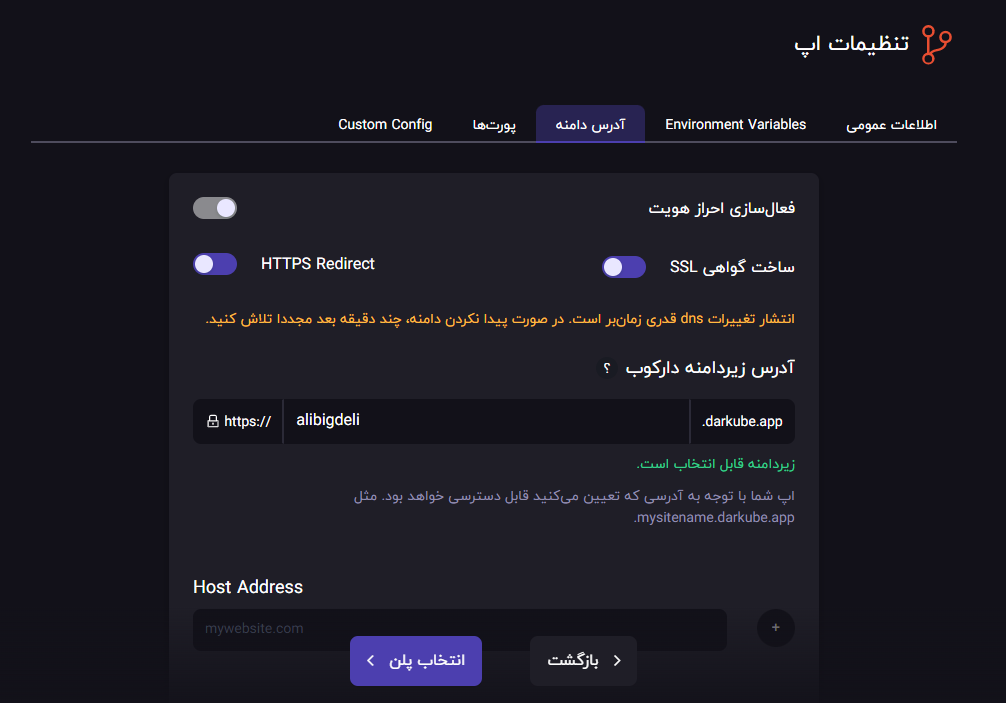 تنظیمات اپ
اطلاعات عمومی
Environment Variables
آدرس دامنه
پورت‌ها
Custom Config
فعال‌سازی احراز هویت
ساخت گواهی SSL
HTTPS Redirect
انتشار تغییرات dns قدری زمان‌بر است. در صورت پیدا نکردن دامنه، چند دقیقه بعد مجددا تلاش کنید.
آدرس زیردامنه دارکوب ؟
https://
alibigdeli
.darkube.app
زیردامنه قابل انتخاب است.
اپ شما با توجه به آدرسی که تعیین می‌کنید قابل دسترسی خواهد بود. مثل
mysitename.darkube.app.
Host Address
mywebsite.com
+
بازگشت
انتخاب پلن